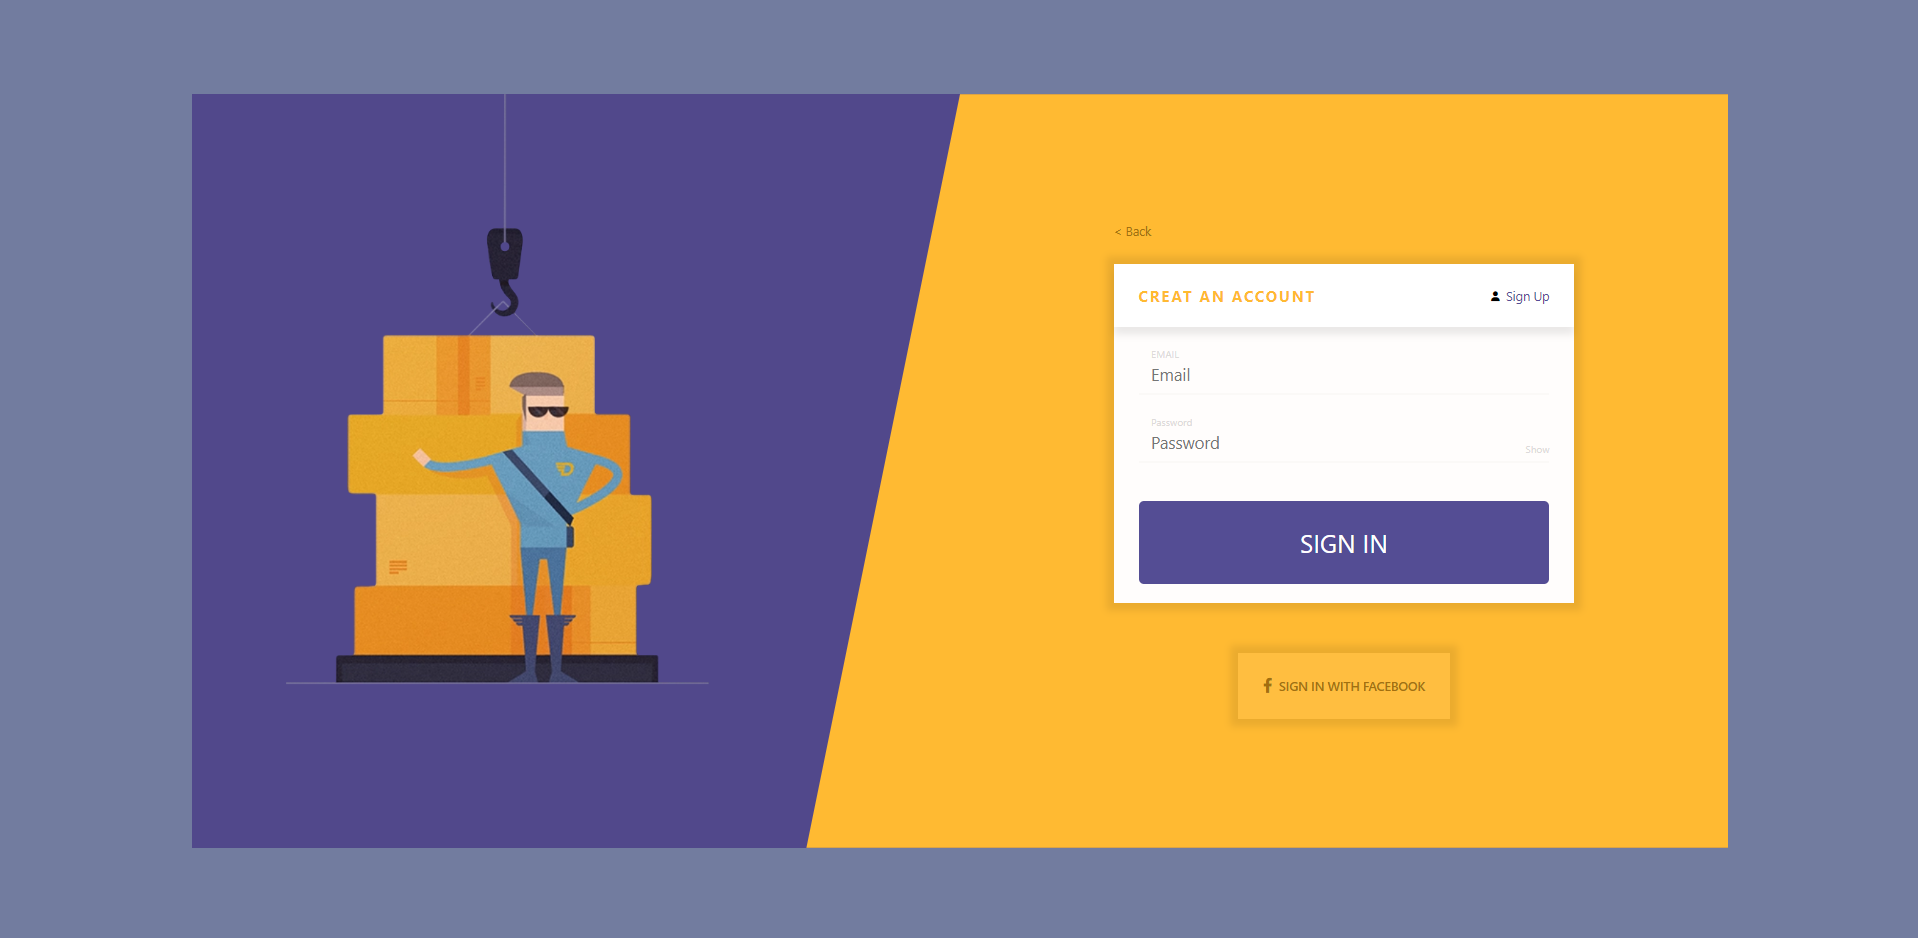 < Back
CREAT AN ACCOUNT
Sign Up
EMAIL
Email
Password
Password
Show
SIGN IN
SIGN IN WITH FACEBOOK